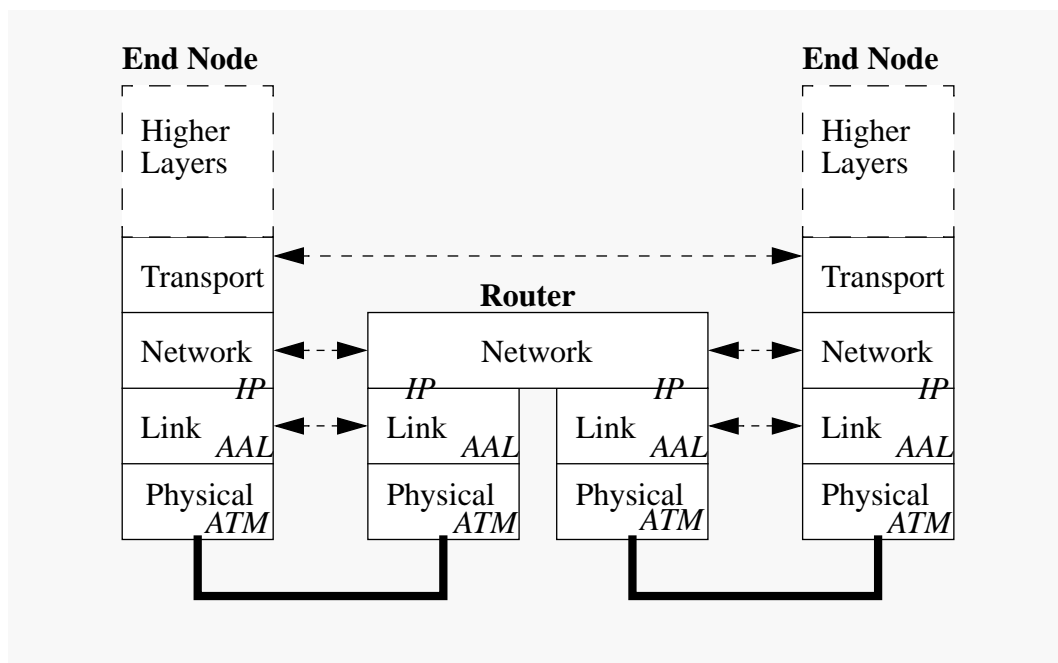 End Node
End Node
Higher
Layers
Higher
Layers
Transport
Transport
Router
Network
Network
Network
IP
IP
IP
IP
Link
Link
Link
Link
AAL
AAL
AAL
AAL
Physical
Physical
Physical
Physical
ATM
ATM
ATM
ATM